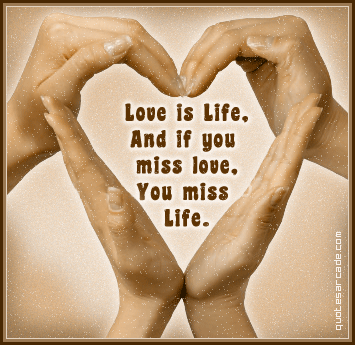 Love is Life,
And if you
miss love,
You miss
Life.
quotesarcade.com